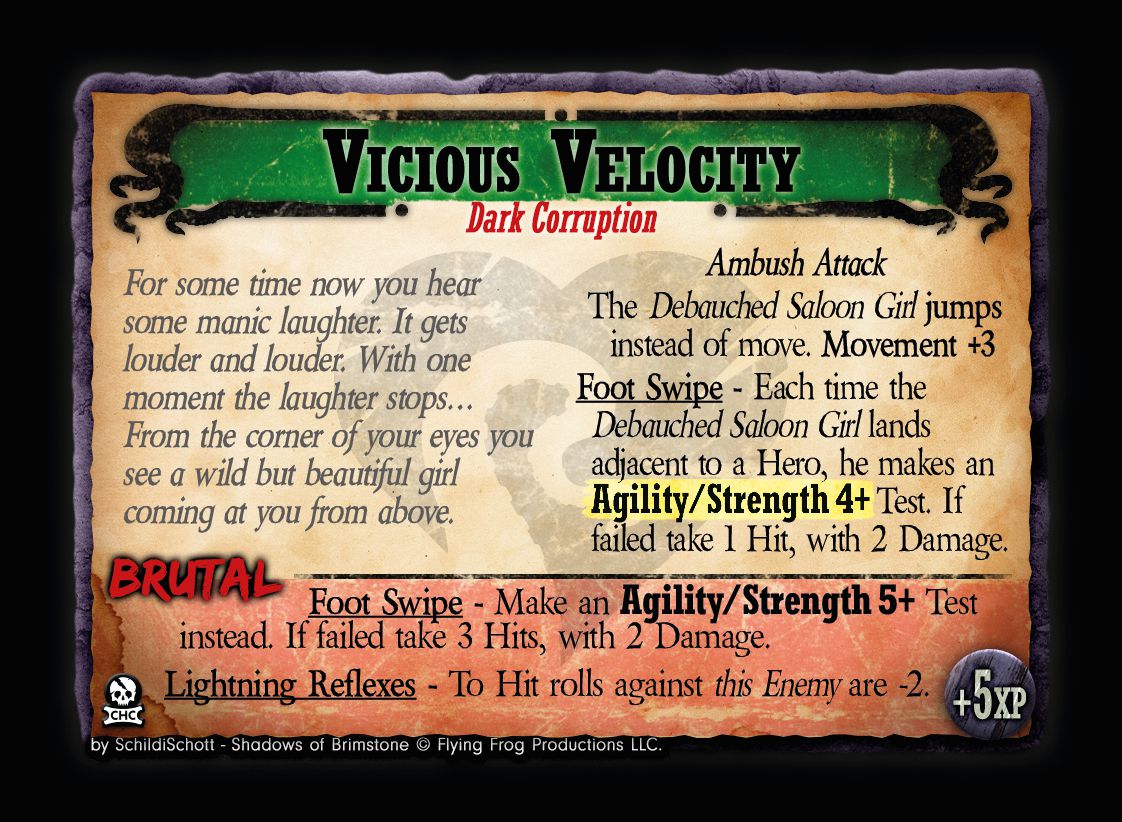 VICIOUS VELOCITY
Dark Corruption
For some time now you hear
some manic laughter. It gets
louder and louder. With one
moment the laughter stops...
From the corner of your eyes you
see a wild but beautiful girl
coming at you from above.
Ambush Attack
The Debauched Saloon Girl jumps
instead of move. Movement +3
Foot Swipe - Each time the
Debauched Saloon Girl lands
adjacent to a Hero, he makes an
Agility/Strength 4+ Test. If
failed take 1 Hit, with 2 Damage.
BRUTAL
Foot Swipe - Make an Agility/Strength 5+ Test
instead. If failed take 3 Hits, with 2 Damage.
Lightning Reflexes - To Hit rolls against this Enemy are -2.
CHC
+5XP
by SchildiSchott - Shadows of Brimstone © Flying Frog Productions LLC.